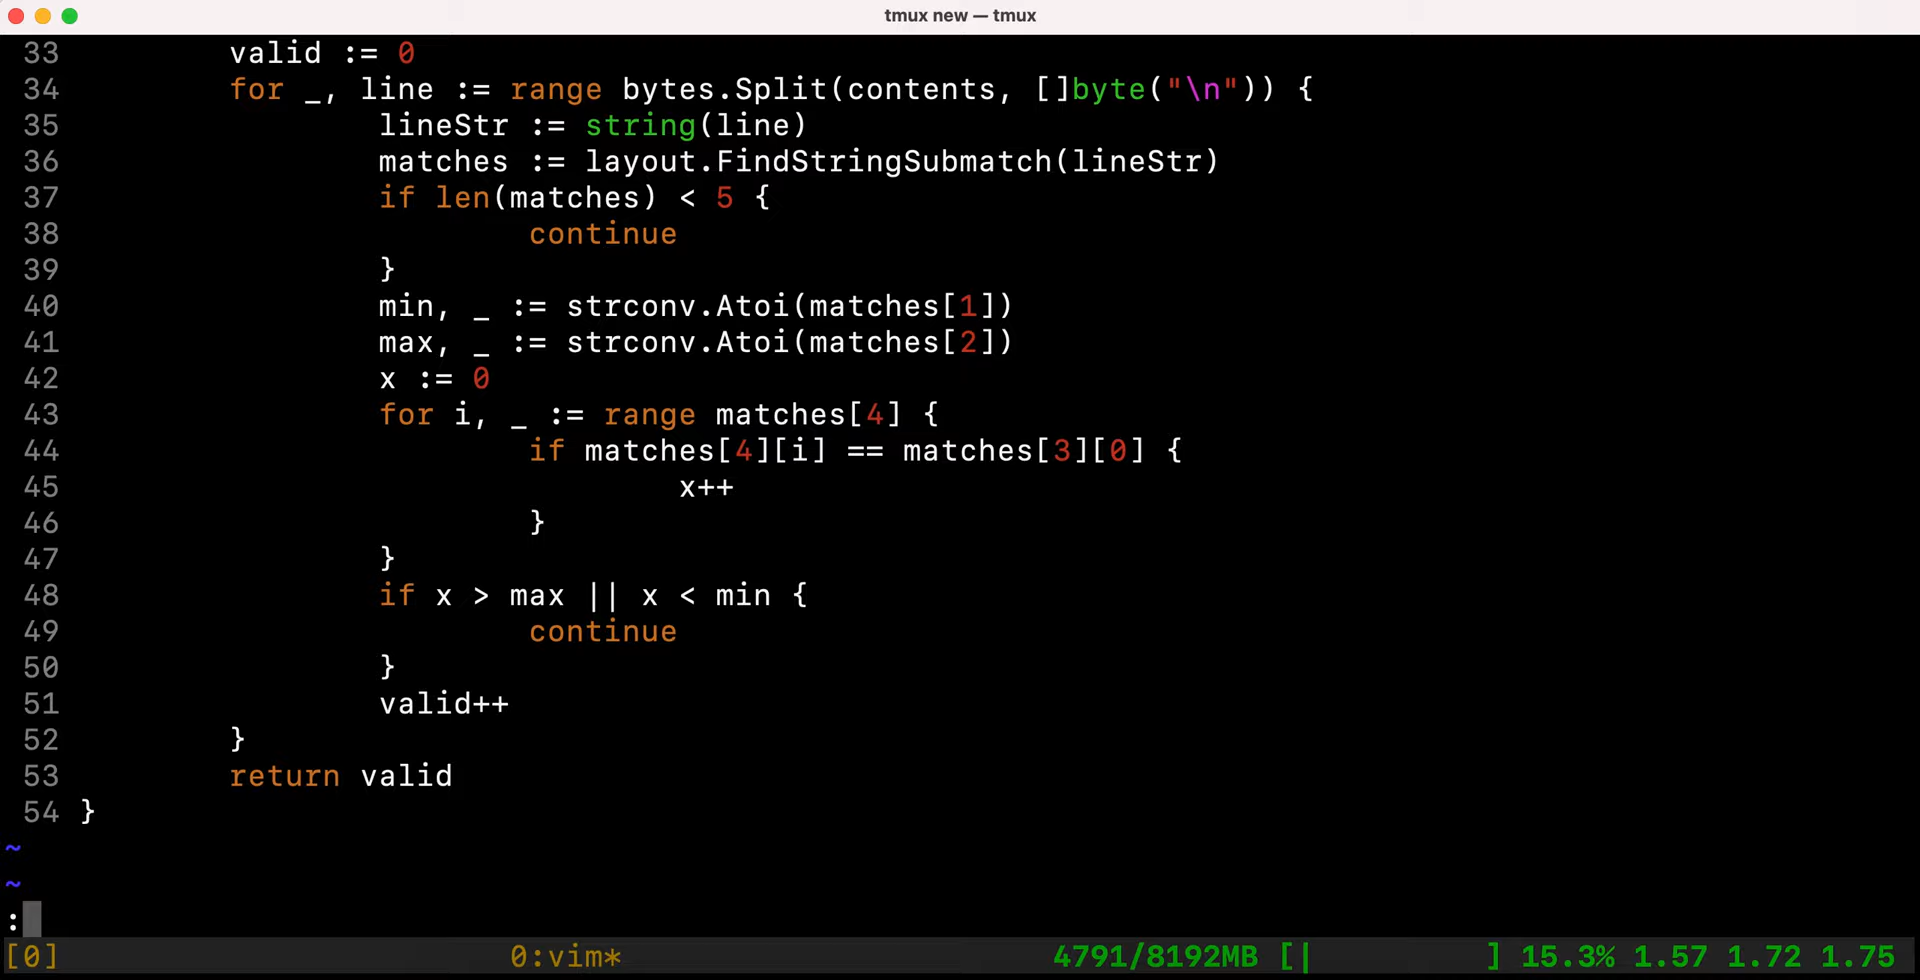 tmux new — tmux
33 valid := 0
34 for _, line := range bytes.Split(contents, []byte("\n")) {
35 lineStr := string(line)
36 matches := layout.FindStringSubmatch(lineStr)
37 if len(matches) < 5 {
38 continue
39 }
40 min, _ := strconv.Atoi(matches[1])
41 max, _ := strconv.Atoi(matches[2])
42 x := 0
43 for i, _ := range matches[4] {
44 if matches[4][i] == matches[3][0] {
45 x++
46 }
47 }
48 if x > max || x < min {
49 continue
50 }
51 valid++
52 }
53 return valid
54 }
~
~
:
[0] 0:vim* 4791/8192MB [| ] 15.3% 1.57 1.72 1.75